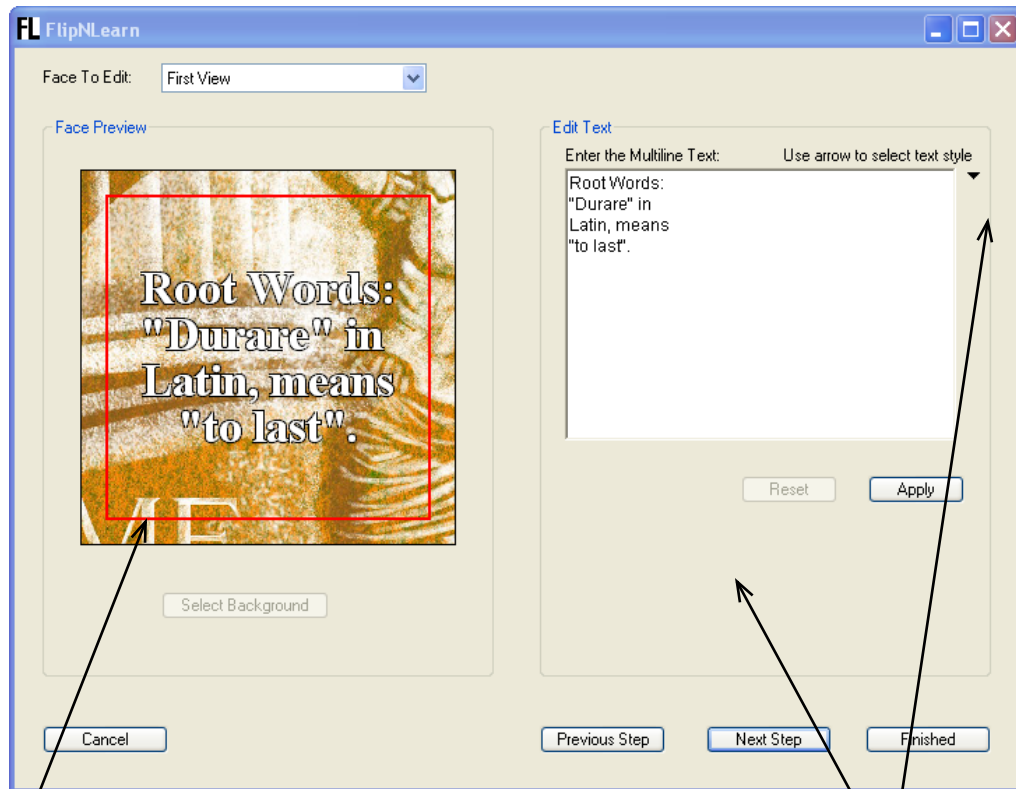 FL FlipNLearn
Face To Edit: First View
Face Preview
Edit Text
Enter the Multiline Text: Use arrow to select text style
Root Words:
"Durare" in
Latin, means
"to last".
Root Words:
"Durare" in
Latin, means
"to last".
ME
Reset Apply
Select Background
Cancel Previous Step Next Step Finished